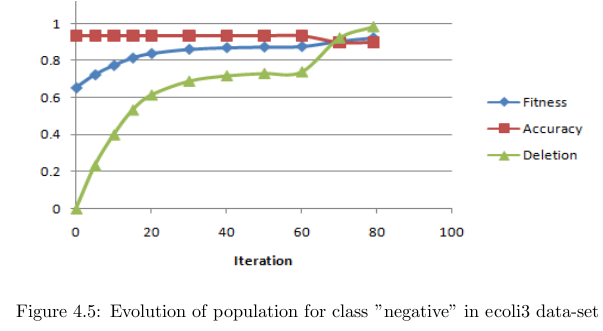 1
0.8
0.6
0.4
0.2
0
0 20 40 60 80 100
Iteration
Fitness
Accuracy
Deletion
Figure 4.5: Evolution of population for class ”negative” in ecoli3 data-set